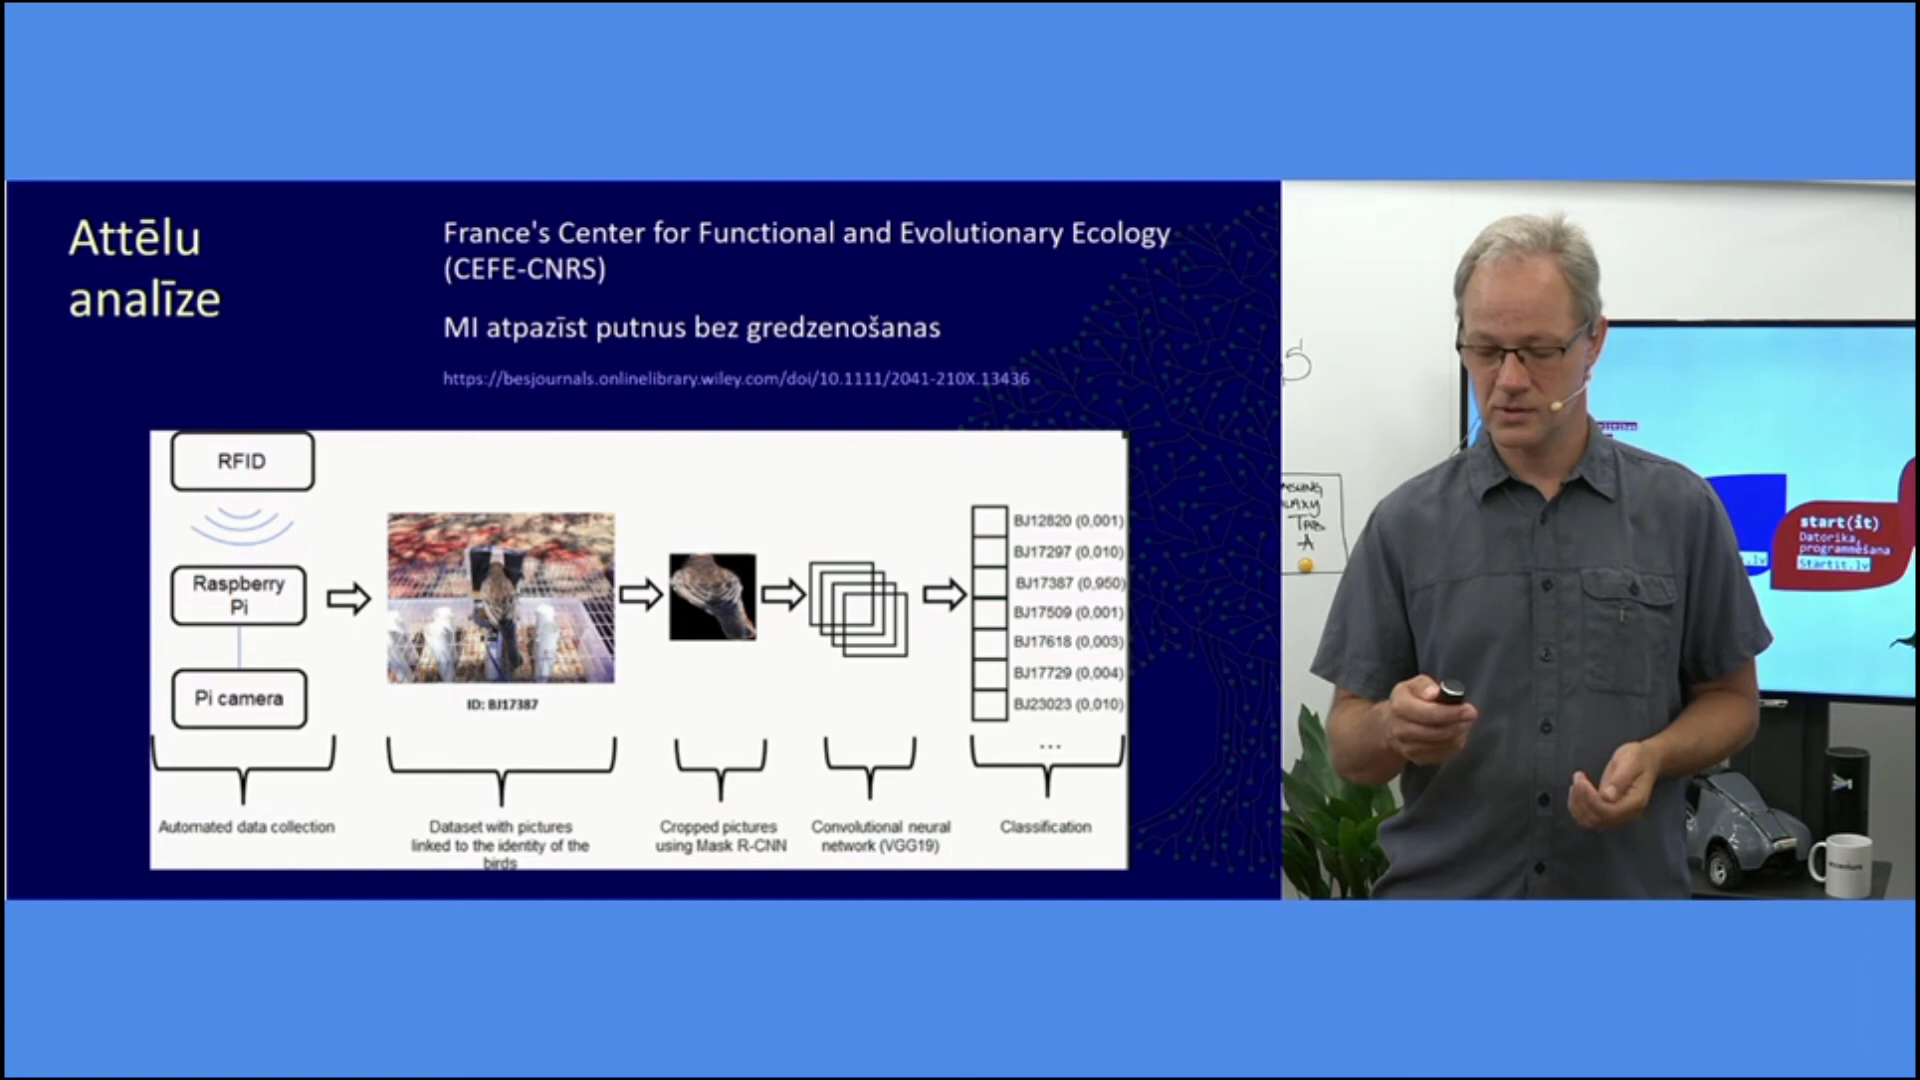 Attēlu
analīze
France's Center for Functional and Evolutionary Ecology
(CEFE-CNRS)
MI atpazīst putnus bez gredzenošanas
https://besjournals.onlinelibrary.wiley.com/doi/10.1111/2041-210X.13436
RFID
Raspberry
Pi
Pi camera
ID: BJ17387
BJ12820 (0,001)
BJ17297 (0,010)
BJ17387 (0,950)
BJ17509 (0,001)
BJ17618 (0,003)
BJ17729 (0,004)
BJ23023 (0,010)
...
Automated data collection
Dataset with pictures
linked to the identity of the
birds
Cropped pictures
using Mask R-CNN
Convolutional neural
network (VGG19)
Classification
TAB
A
start(it)
Datorika,
programmēšana
Startit.lv
.lv
accenture